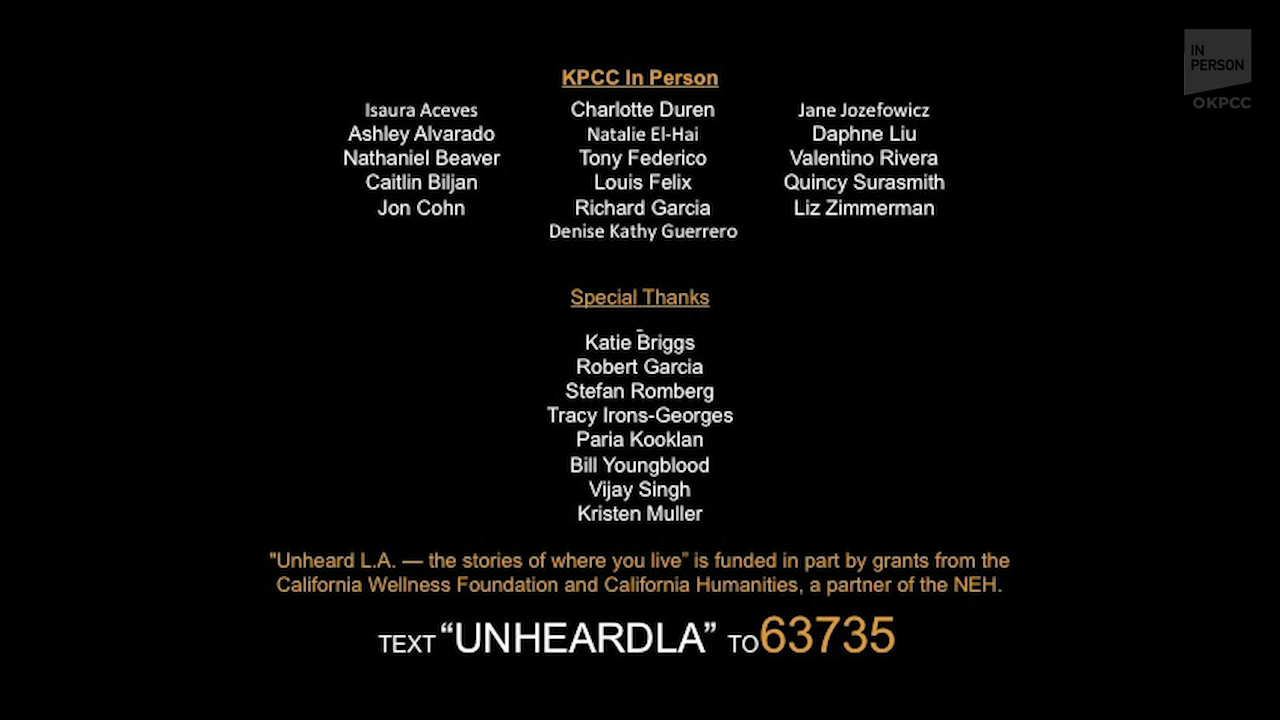 IN
PERSON
OKPCC
KPCC In Person
Isaura Aceves
Ashley Alvarado
Nathaniel Beaver
Caitlin Biljan
Jon Cohn
Charlotte Duren
Natalie El-Hai
Tony Federico
Louis Felix
Richard Garcia
Denise Kathy Guerrero
Jane Jozefowicz
Daphne Liu
Valentino Rivera
Quincy Surasmith
Liz Zimmerman
Special Thanks
Katie Briggs
Robert Garcia
Stefan Romberg
Tracy Irons-Georges
Paria Kooklan
Bill Youngblood
Vijay Singh
Kristen Muller
"Unheard L.A. — the stories of where you live” is funded in part by grants from the
California Wellness Foundation and California Humanities, a partner of the NEH.
TEXT “UNHEARDLA” TO 63735